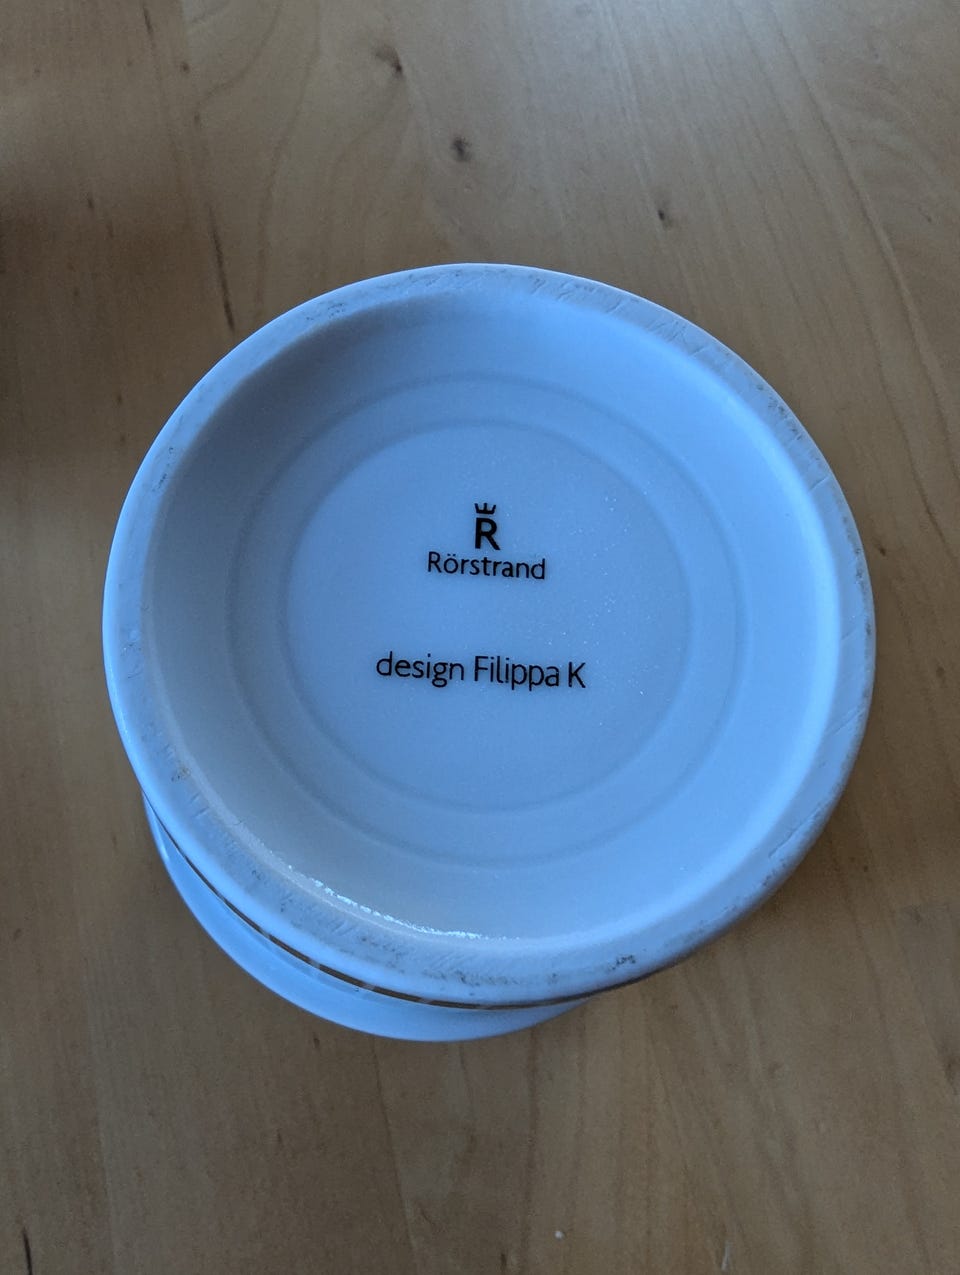 R
Rörstrand
design Filippa K